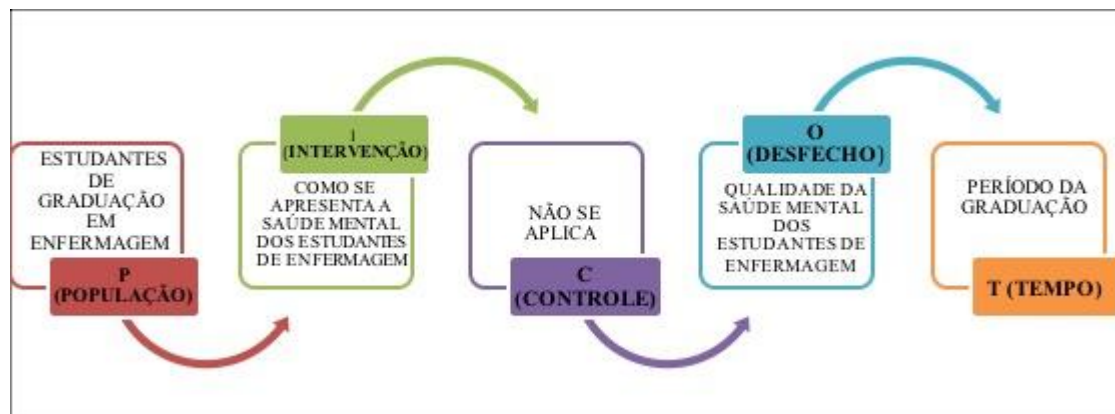 ESTUDANTES
DE
GRADUAÇÃO
EM
ENFERMAGEM
P
(POPULAÇÃO)
I
(INTERVENÇÃO)
COMO SE
APRESENTA A
SAÚDE MENTAL
DOS ESTUDANTES
DE ENFERMAGEM
NÃO SE
APLICA
C
(CONTROLE)
O
(DESFECHO)
QUALIDADE DA
SAÚDE MENTAL
DOS
ESTUDANTES DE
ENFERMAGEM
PERÍODO DA
GRADUAÇÃO
T (TEMPO)